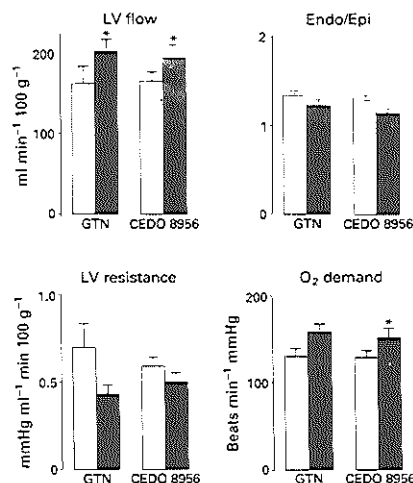 LV flow
ml min⁻¹ 100 g⁻¹
200
100
0
*
*
GTN
CEDO 8956
Endo/Epi
2
1
0
GTN
CEDO 8956
LV resistance
mmHg ml⁻¹ min 100 g⁻¹
1.0
0.5
0
GTN
CEDO 8956
O₂ demand
Beats min⁻¹ mmHg
200
100
0
*
GTN
CEDO 8956